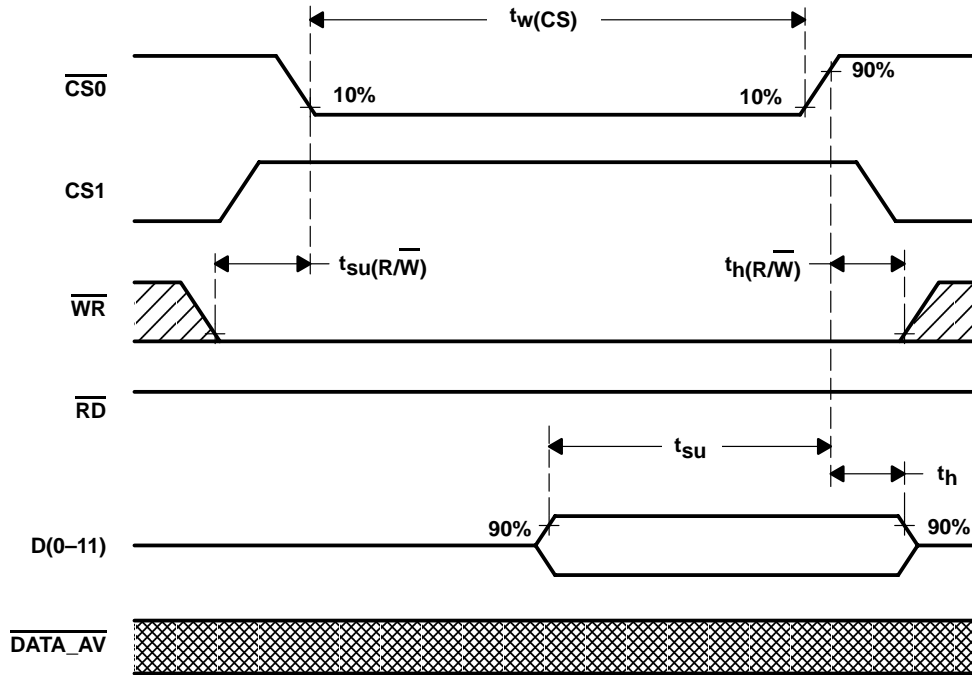 tw(CS)
CS0
10%
10%
90%
CS1
tsu(R/W)
th(R/W)
WR
RD
tsu
th
90%
90%
D(0–11)
DATA_AV